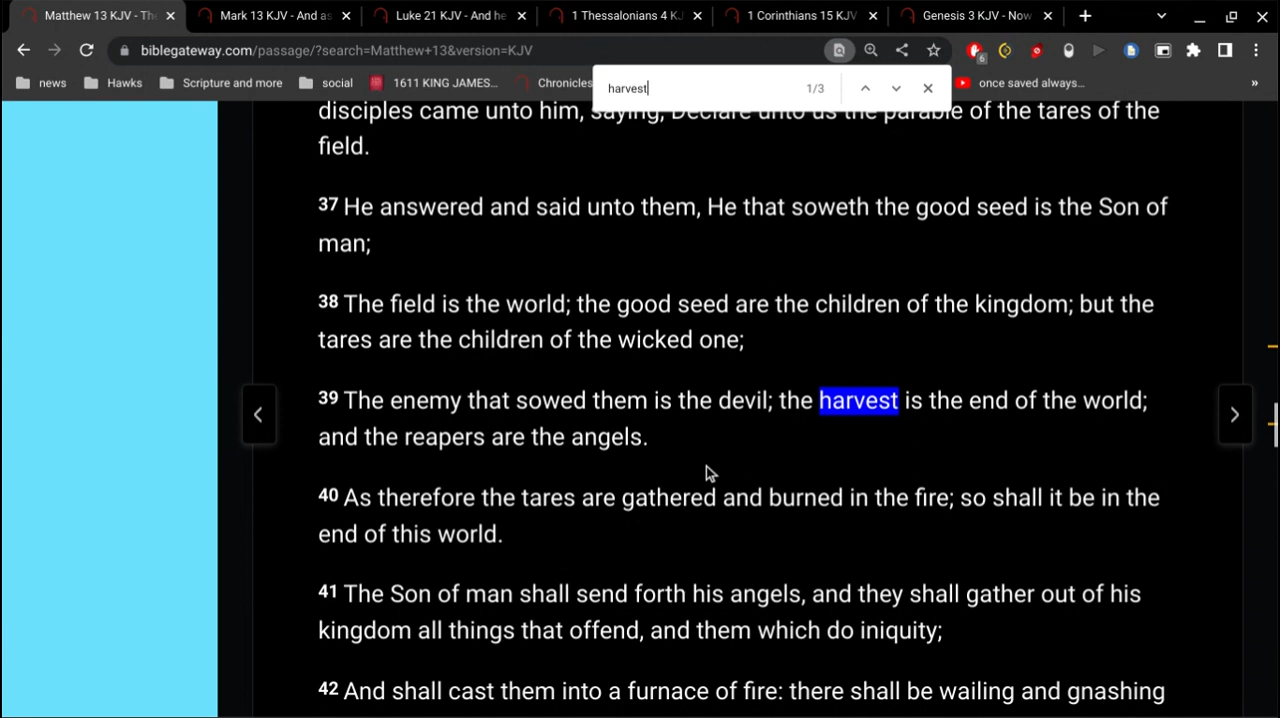 Matthew 13 KJV - The
Mark 13 KJV - And as
Luke 21 KJV - And he
1 Thessalonians 4 KJ
1 Corinthians 15 KJV
Genesis 3 KJV - Now
biblegateway.com/passage/?search=Matthew+13&version=KJV
6
news
Hawks
Scripture and more
social
1611 KING JAMES...
Chronicles
once saved always...
»
harvest
1/3
disciples came unto him, saying, Declare unto us the parable of the tares of the
field.
37 He answered and said unto them, He that soweth the good seed is the Son of
man;
38 The field is the world; the good seed are the children of the kingdom; but the
tares are the children of the wicked one;
39 The enemy that sowed them is the devil; the harvest is the end of the world;
and the reapers are the angels.
40 As therefore the tares are gathered and burned in the fire; so shall it be in the
end of this world.
41 The Son of man shall send forth his angels, and they shall gather out of his
kingdom all things that offend, and them which do iniquity;
42 And shall cast them into a furnace of fire: there shall be wailing and gnashing